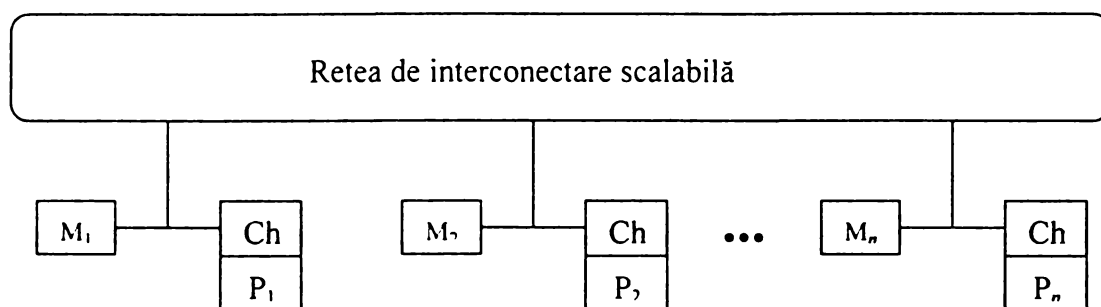 Retea de interconectare scalabilă
M₁ Ch M₂ Ch ••• Mₙ Ch
P₁ P₂ Pₙ